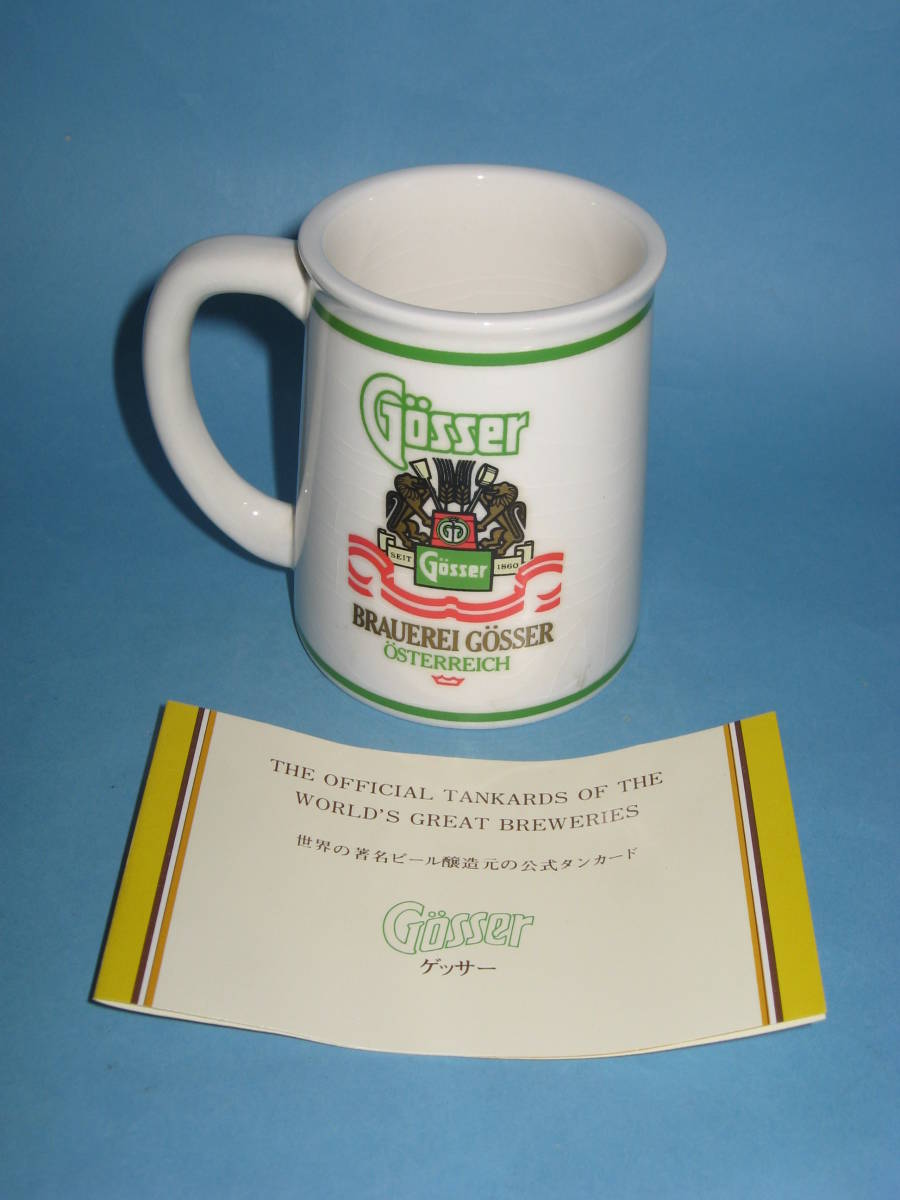 Gösser
SEIT 1860
Gösser
BRAUEREI GÖSSER
ÖSTERREICH
THE OFFICIAL TANKARDS OF THE
WORLD'S GREAT BREWERIES
世界の著名ビール醸造元の公式タンカード
Gösser
ゲッサー